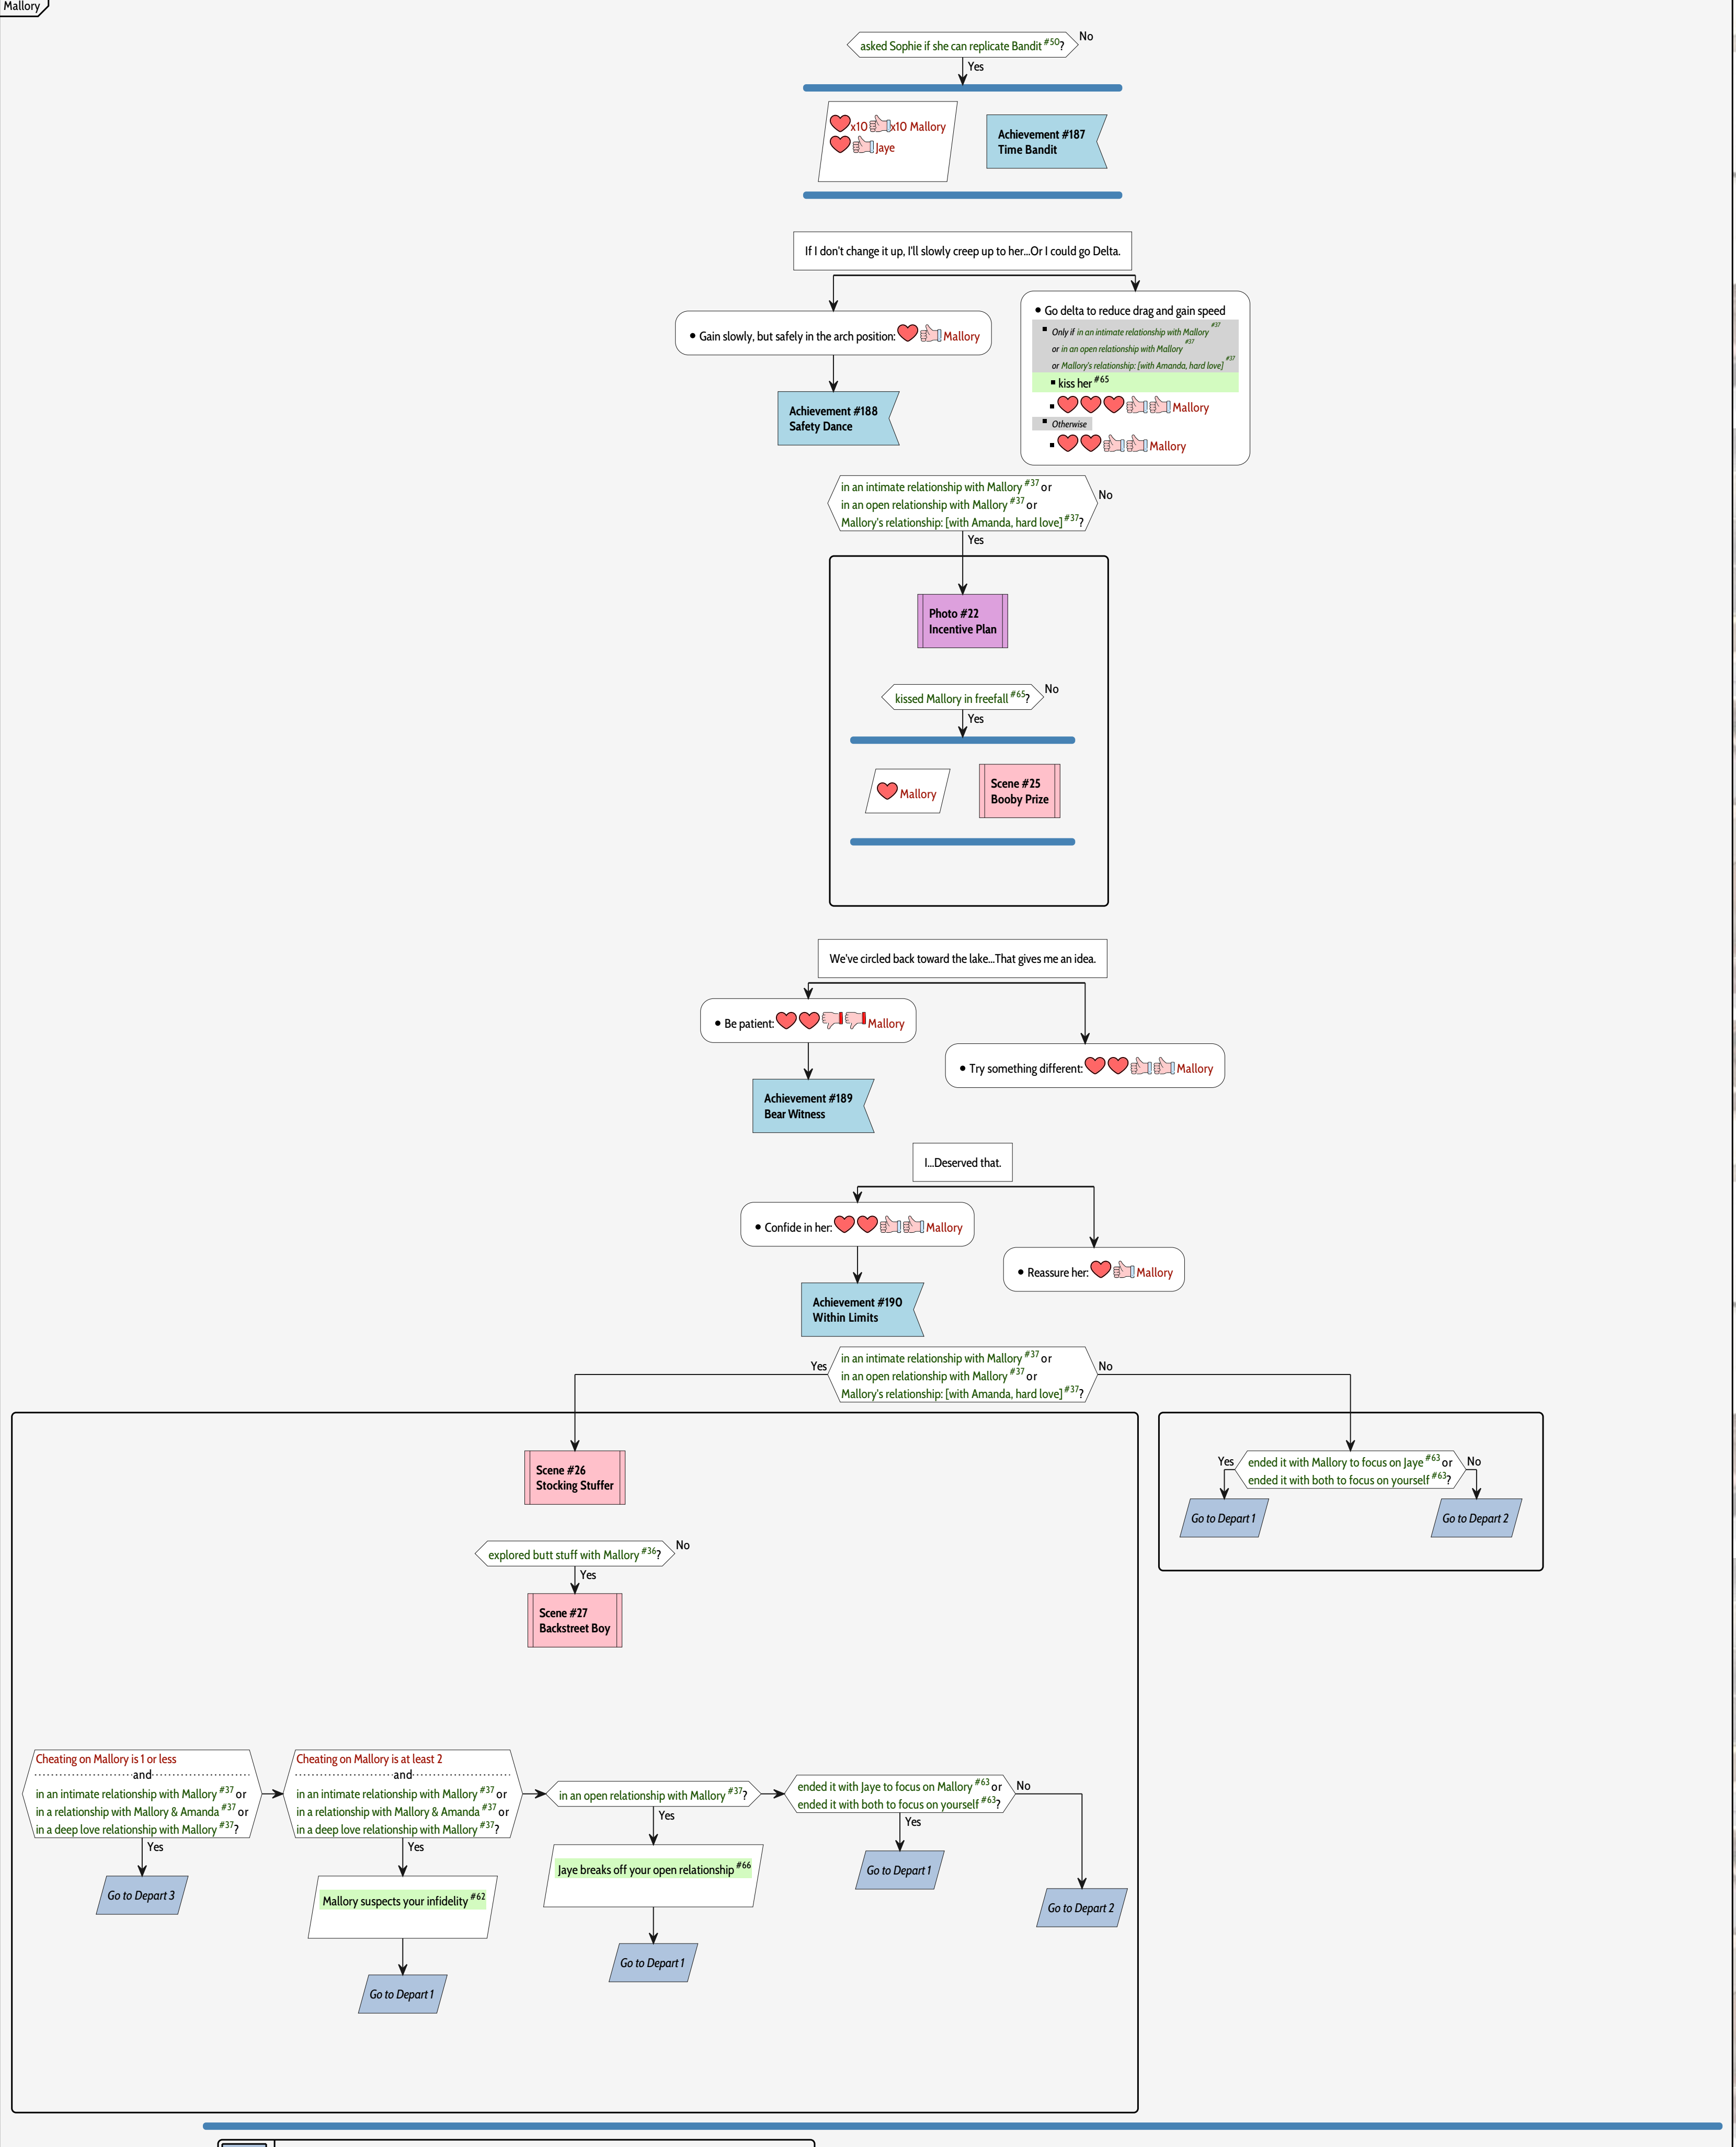 Mallory
asked Sophie if she can replicate Bandit #50?
No
Yes
x10 x10 Mallory
Jaye
Achievement #187
Time Bandit
If I don't change it up, I'll slowly creep up to her...Or I could go Delta.
• Gain slowly, but safely in the arch position: Mallory
Achievement #188
Safety Dance
• Go delta to reduce drag and gain speed
▪ Only if in an intimate relationship with Mallory #37
or in an open relationship with Mallory #37
or Mallory's relationship: [with Amanda, hard love] #37
▪ kiss her #65
▪ Mallory
▪ Otherwise
▪ Mallory
in an intimate relationship with Mallory #37 or
in an open relationship with Mallory #37 or
Mallory's relationship: [with Amanda, hard love] #37?
No
Yes
Photo #22
Incentive Plan
kissed Mallory in freefall #65?
No
Yes
Mallory
Scene #25
Booby Prize
We've circled back toward the lake...That gives me an idea.
• Be patient: Mallory
• Try something different: Mallory
Achievement #189
Bear Witness
I...Deserved that.
• Confide in her: Mallory
• Reassure her: Mallory
Achievement #190
Within Limits
Yes
in an intimate relationship with Mallory #37 or
in an open relationship with Mallory #37 or
Mallory's relationship: [with Amanda, hard love] #37?
No
Scene #26
Stocking Stuffer
explored butt stuff with Mallory #36?
No
Yes
Scene #27
Backstreet Boy
Yes
ended it with Mallory to focus on Jaye #63 or
ended it with both to focus on yourself #63?
No
Go to Depart 1
Go to Depart 2
Cheating on Mallory is 1 or less
and
in an intimate relationship with Mallory #37 or
in a relationship with Mallory & Amanda #37 or
in a deep love relationship with Mallory #37?
Yes
Go to Depart 3
Cheating on Mallory is at least 2
and
in an intimate relationship with Mallory #37 or
in a relationship with Mallory & Amanda #37 or
in a deep love relationship with Mallory #37?
Yes
Mallory suspects your infidelity #62
Go to Depart 1
in an open relationship with Mallory #37?
Yes
Jaye breaks off your open relationship #66
Go to Depart 1
ended it with Jaye to focus on Mallory #63 or
ended it with both to focus on yourself #63?
No
Yes
Go to Depart 1
Go to Depart 2